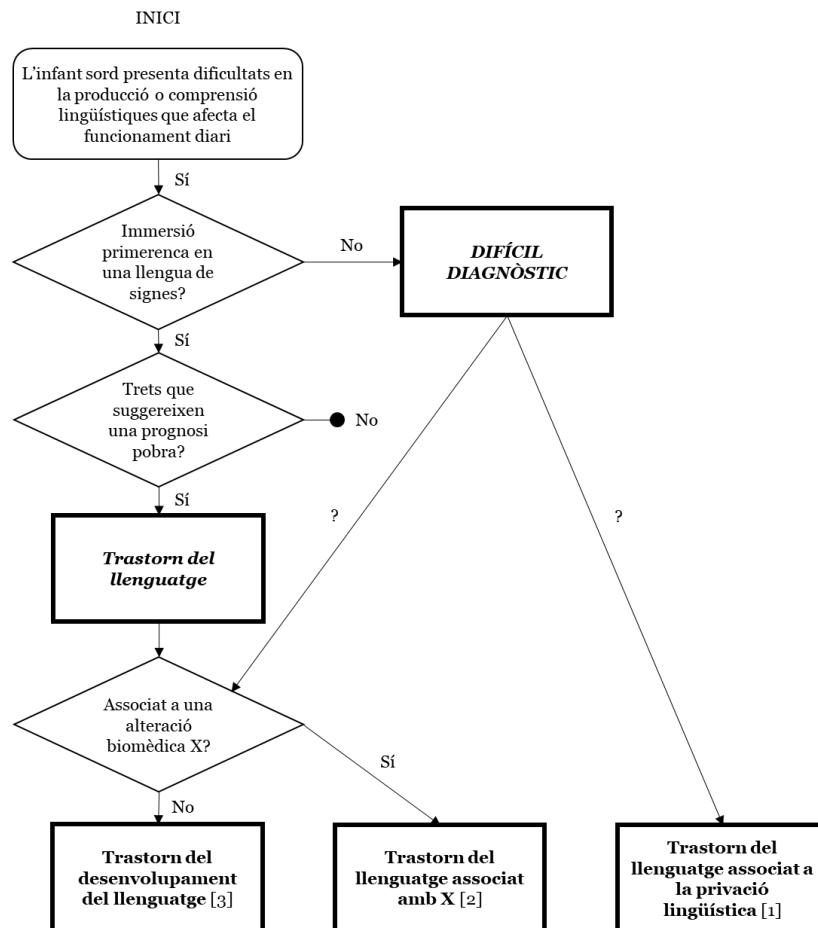 INICI
L’infant sord presenta dificultats en
la producció o comprensió
lingüístiques que afecta el
funcionament diari
Sí
Immersió
primerenca en
una llengua de
signes?
No
DIFÍCIL
DIAGNÒSTIC
Sí
Trets que
suggereixen
una prognosi
pobra?
No
Sí
?
?
Trastorn del
llenguatge
Associat a una
alteració
biomèdica X?
Sí
No
Trastorn del
desenvolupament
del llenguatge [3]
Trastorn del
llenguatge associat
amb X [2]
Trastorn del
llenguatge associat a
la privació
lingüística [1]